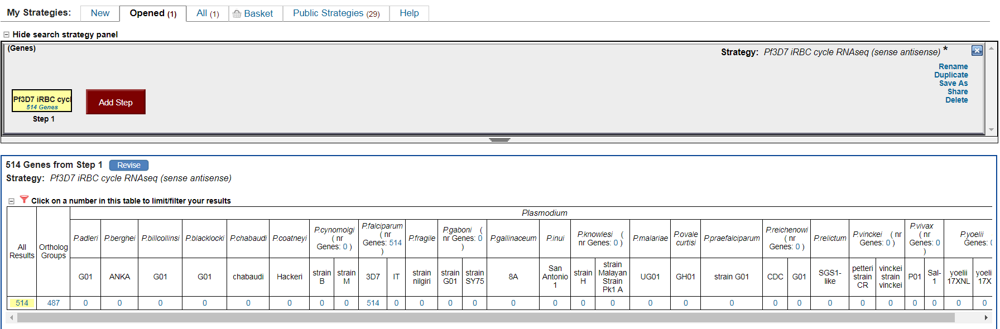 My Strategies: New Opened (1) All (1) Basket Public Strategies (29) Help
Hide search strategy panel
(Genes)
Strategy: Pf3D7 iRBC cycle RNAseq (sense antisense) *
Rename
Duplicate
Save As
Share
Delete
Pf3D7 iRBC cycl
514 Genes
Step 1
Add Step
514 Genes from Step 1 Revise
Strategy: Pf3D7 iRBC cycle RNAseq (sense antisense)
Click on a number in this table to limit/filter your results
All Results
Ortholog Groups
Plasmodium
P.adleri P.berghei P.billcollinsi P.blacklocki P.chabaudi P.coatneyi P.cynomolgi ( nr Genes: 0 ) P.falciparum ( nr Genes: 514 ) P.fragile P.gaboni ( nr Genes: 0 ) P.gallinaceum P.inui P.knowlesi ( nr Genes: 0 ) P.malariae P.ovale curtisi P.praefalciparum P.reichenowi ( nr Genes: 0 ) P.relictum P.vinckei ( nr Genes: 0 ) P.vivax ( nr Genes: 0 ) P.yoelii Genes: (
G01 ANKA G01 G01 chabaudi Hackeri strain B strain M 3D7 IT strain nilgiri strain G01 strain SY75 8A San Antonio 1 strain H strain Malayan Strain Pk1 A UG01 GH01 strain G01 CDC G01 SGS1-like petteri strain CR vinckei strain vinckei P01 Sal-1 yoelii 17XNL yoeli 17X
514 487 0 0 0 0 0 0 0 0 514 0 0 0 0 0 0 0 0 0 0 0 0 0 0 0 0 0 0 0 0